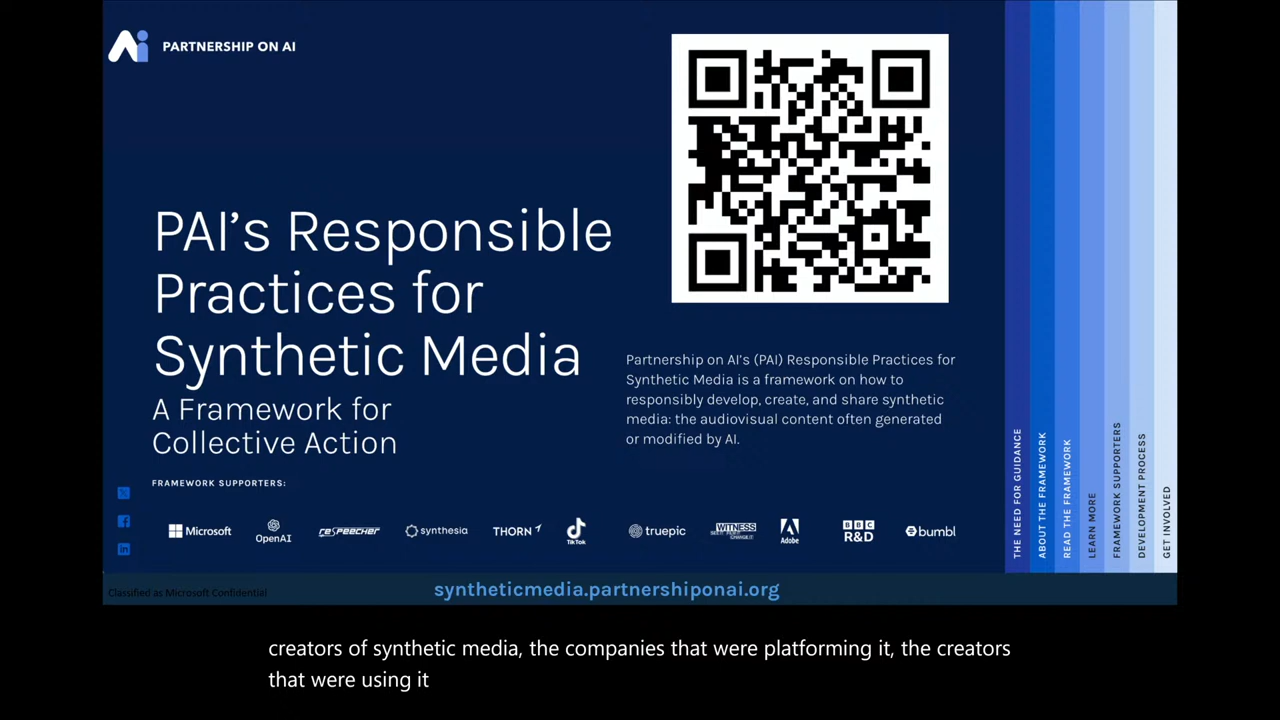 PARTNERSHIP ON AI
PAI's Responsible
Practices for
Synthetic Media
A Framework for
Collective Action
Partnership on AI's (PAI) Responsible Practices for
Synthetic Media is a framework on how to
responsibly develop, create, and share synthetic
media: the audiovisual content often generated
or modified by AI.
FRAMEWORK SUPPORTERS:
Microsoft
OpenAI
reSpeecher
synthesia
THORN
TikTok
truepic
WITNESS
Adobe
BBC
R&D
bumbl
THE NEED FOR GUIDANCE
ABOUT THE FRAMEWORK
READ THE FRAMEWORK
LEARN MORE
FRAMEWORK SUPPORTERS
DEVELOPMENT PROCESS
GET INVOLVED
Classified as Microsoft Confidential
syntheticmedia.partnershiponai.org
creators of synthetic media, the companies that were platforming it, the creators
that were using it